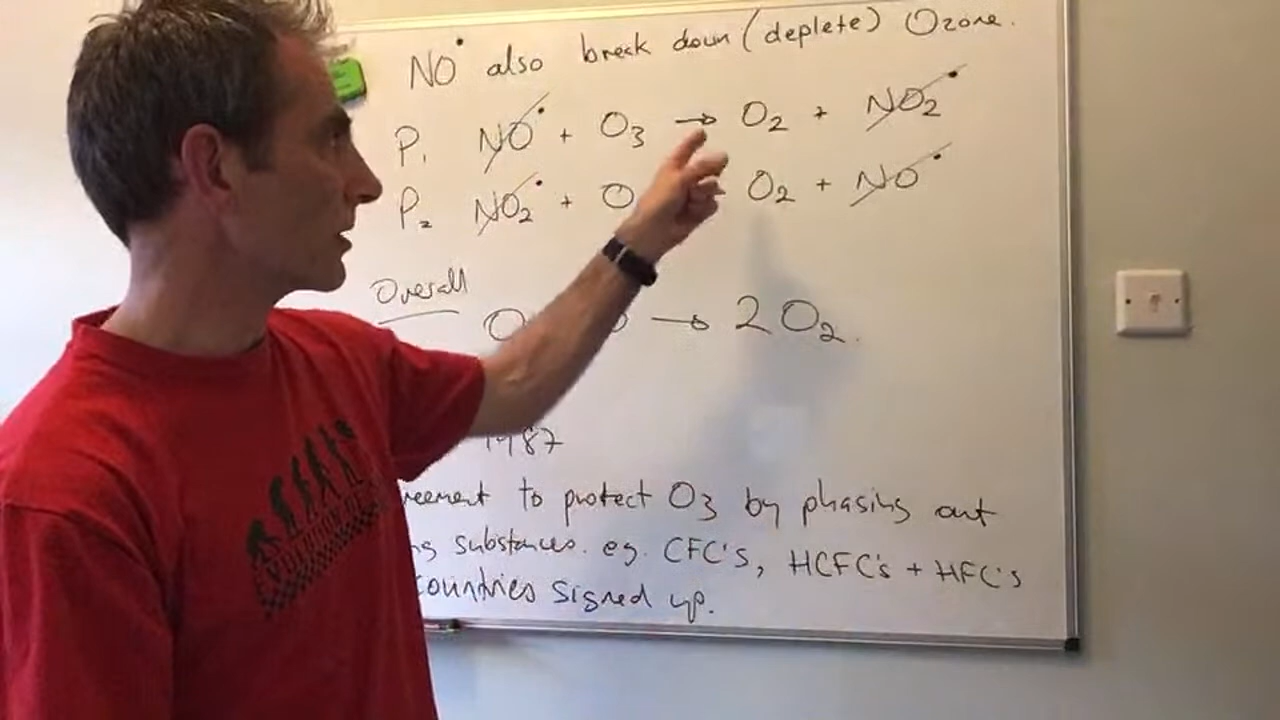 NO• also break down (deplete) Ozone.
P₁ NO• + O₃ → O₂ + NO₂•
P₂ NO₂• + O O₂ + NO•
Overall
O → 2O₂.
1987
reement to protect O₃ by phasing out
ng substances. eg. CFC's, HCFC's + HFC's
countries signed up.